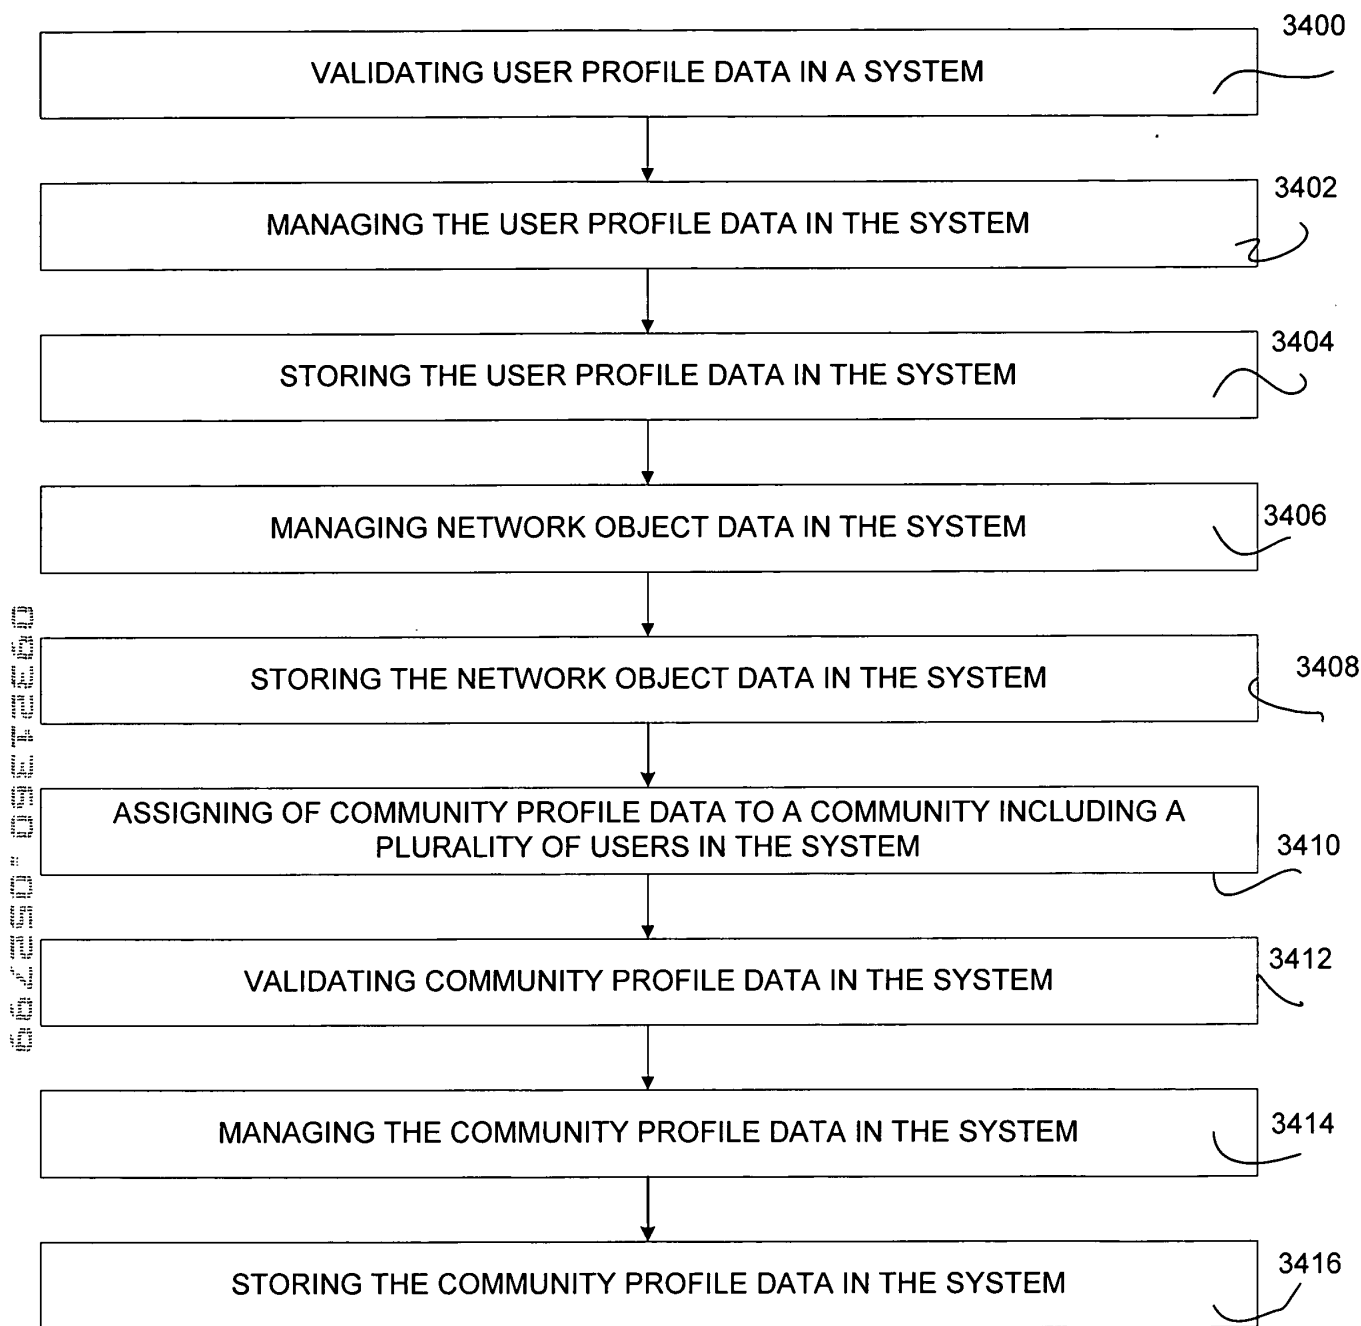 3400
VALIDATING USER PROFILE DATA IN A SYSTEM
3402
MANAGING THE USER PROFILE DATA IN THE SYSTEM
3404
STORING THE USER PROFILE DATA IN THE SYSTEM
3406
MANAGING NETWORK OBJECT DATA IN THE SYSTEM
3408
STORING THE NETWORK OBJECT DATA IN THE SYSTEM
ASSIGNING OF COMMUNITY PROFILE DATA TO A COMMUNITY INCLUDING A
PLURALITY OF USERS IN THE SYSTEM
3410
3412
VALIDATING COMMUNITY PROFILE DATA IN THE SYSTEM
3414
MANAGING THE COMMUNITY PROFILE DATA IN THE SYSTEM
3416
STORING THE COMMUNITY PROFILE DATA IN THE SYSTEM